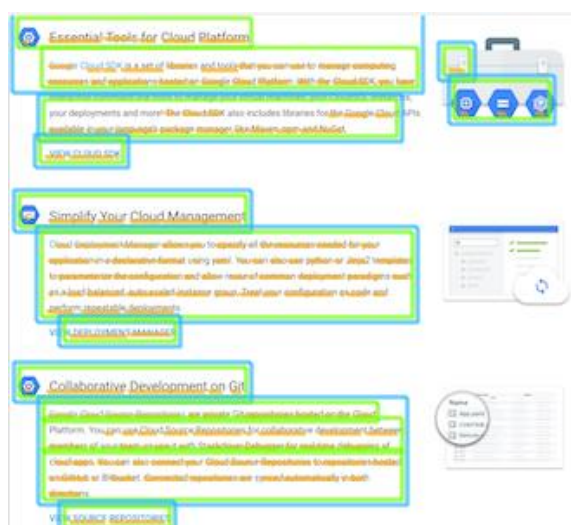 Essential Tools for Cloud Platform
Google Cloud SDK is a set of libraries and tools that you can use to manage computing
resources and applications hosted on Google Cloud Platform. With the Cloud SDK, you have
your deployments and more! The Cloud SDK also includes libraries for the Google Cloud APIs
available in your language's package manager like Maven, npm and NuGet.
VIEW CLOUD SDK
Simplify Your Cloud Management
Cloud Deployment Manager allows you to specify all the resources needed for your
application in a declarative format using yaml. You can also use python or Jinja2 templates
to parameterize the configuration and allow reuse of common deployment paradigms such
as a load balanced, auto-scaled instance group. Treat your configuration as code and
perform repeatable deployments.
VIEW DEPLOYMENT MANAGER
Collaborative Development on Git
Google Cloud Source Repositories are private Git repositories hosted on the Cloud
Platform. You can use Cloud Source Repositories for collaborative development between
members of your team or use it with Stackdriver Debugger for real-time debugging of
cloud apps. You can also connect your Cloud Source Repositories to repositories hosted
on GitHub or Bitbucket. Connected repositories are synced automatically in both
directions.
VIEW SOURCE REPOSITORIES
Name